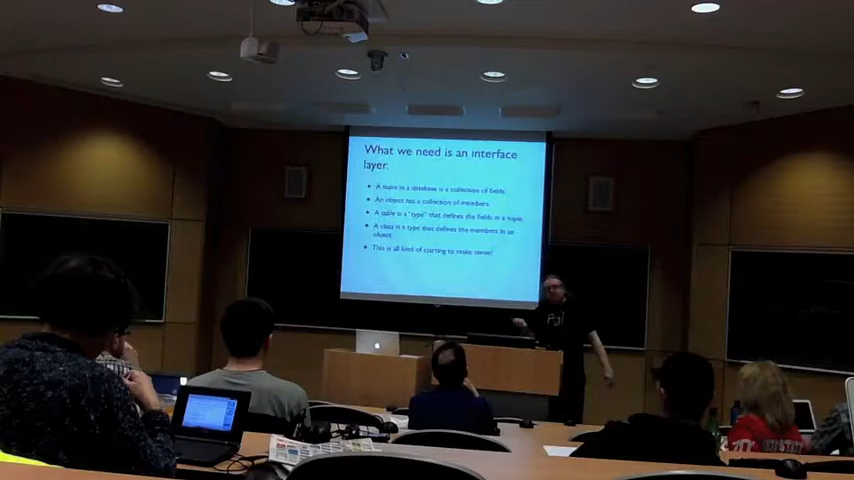 What we need is an interface
layer.
• A tuple in a database is a collection of fields.
• An object has a collection of members.
• A table is a "type" that defines the fields in a tuple.
• A class is a type that defines the members in an
object.
• This is all kind of starting to make sense!